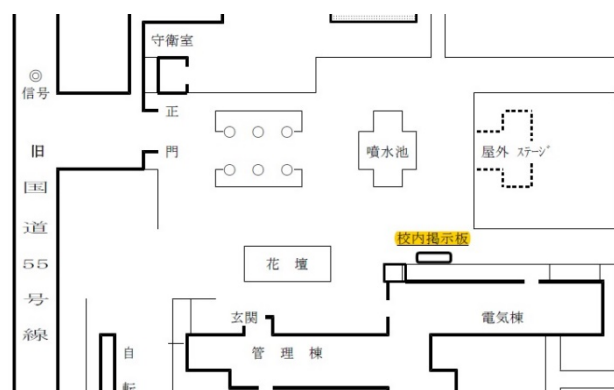 守衛室
◎
信号
正
門
旧
国
道
55
号
線
噴水池
屋外 ｽﾃｰｼﾞ
校内掲示板
花 壇
玄関
電気棟
管 理 棟
自
転